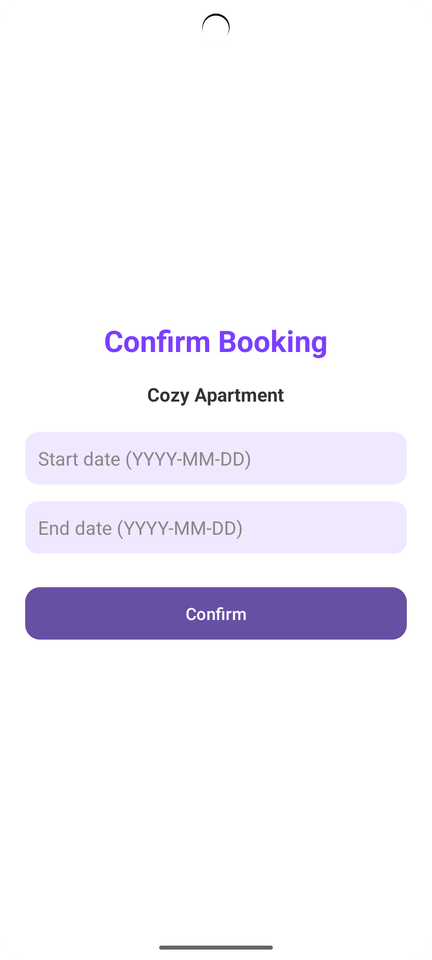 Confirm Booking
Cozy Apartment
Start date (YYYY-MM-DD)
End date (YYYY-MM-DD)
Confirm